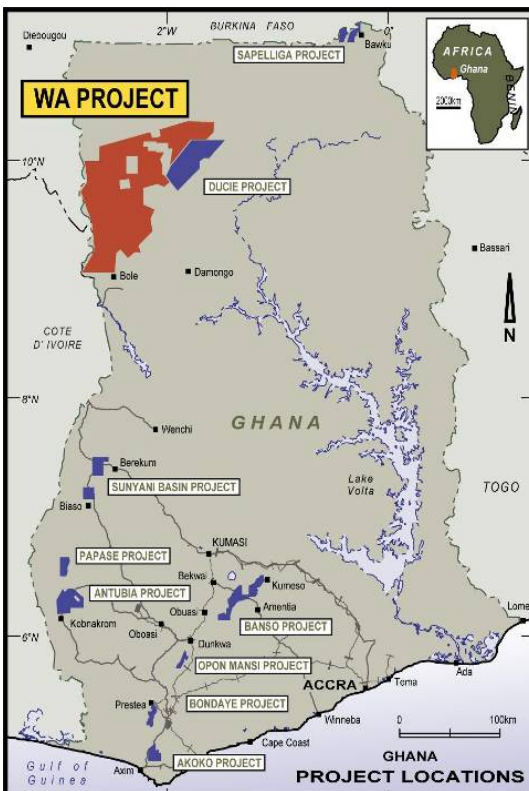 2°W
BURKINA FASO
0°
Diebougou
Bawku
SAPELLIGA PROJECT
AFRICA
Ghana
2000km
BENIN
WA PROJECT
10°N
DUCIE PROJECT
Bassari
Bole
Damongo
N
COTE
D' IVOIRE
8°N
GHANA
Wenchi
Berekum
SUNYANI BASIN PROJECT
Biaso
Lake
Volta
TOGO
KUMASI
PAPASE PROJECT
Bekwai
Kumeso
ANTUBIA PROJECT
Obuasi
Amentia
Kobnakrom
Oboasi
BANSO PROJECT
Lome
6°N
Dunkwa
OPON MANSI PROJECT
Ada
ACCRA
Tema
Prestea
BONDAYE PROJECT
Winneba
0
100km
Cape Coast
Gulf of
Guinea
AKOKO PROJECT
Axim
GHANA
PROJECT LOCATIONS